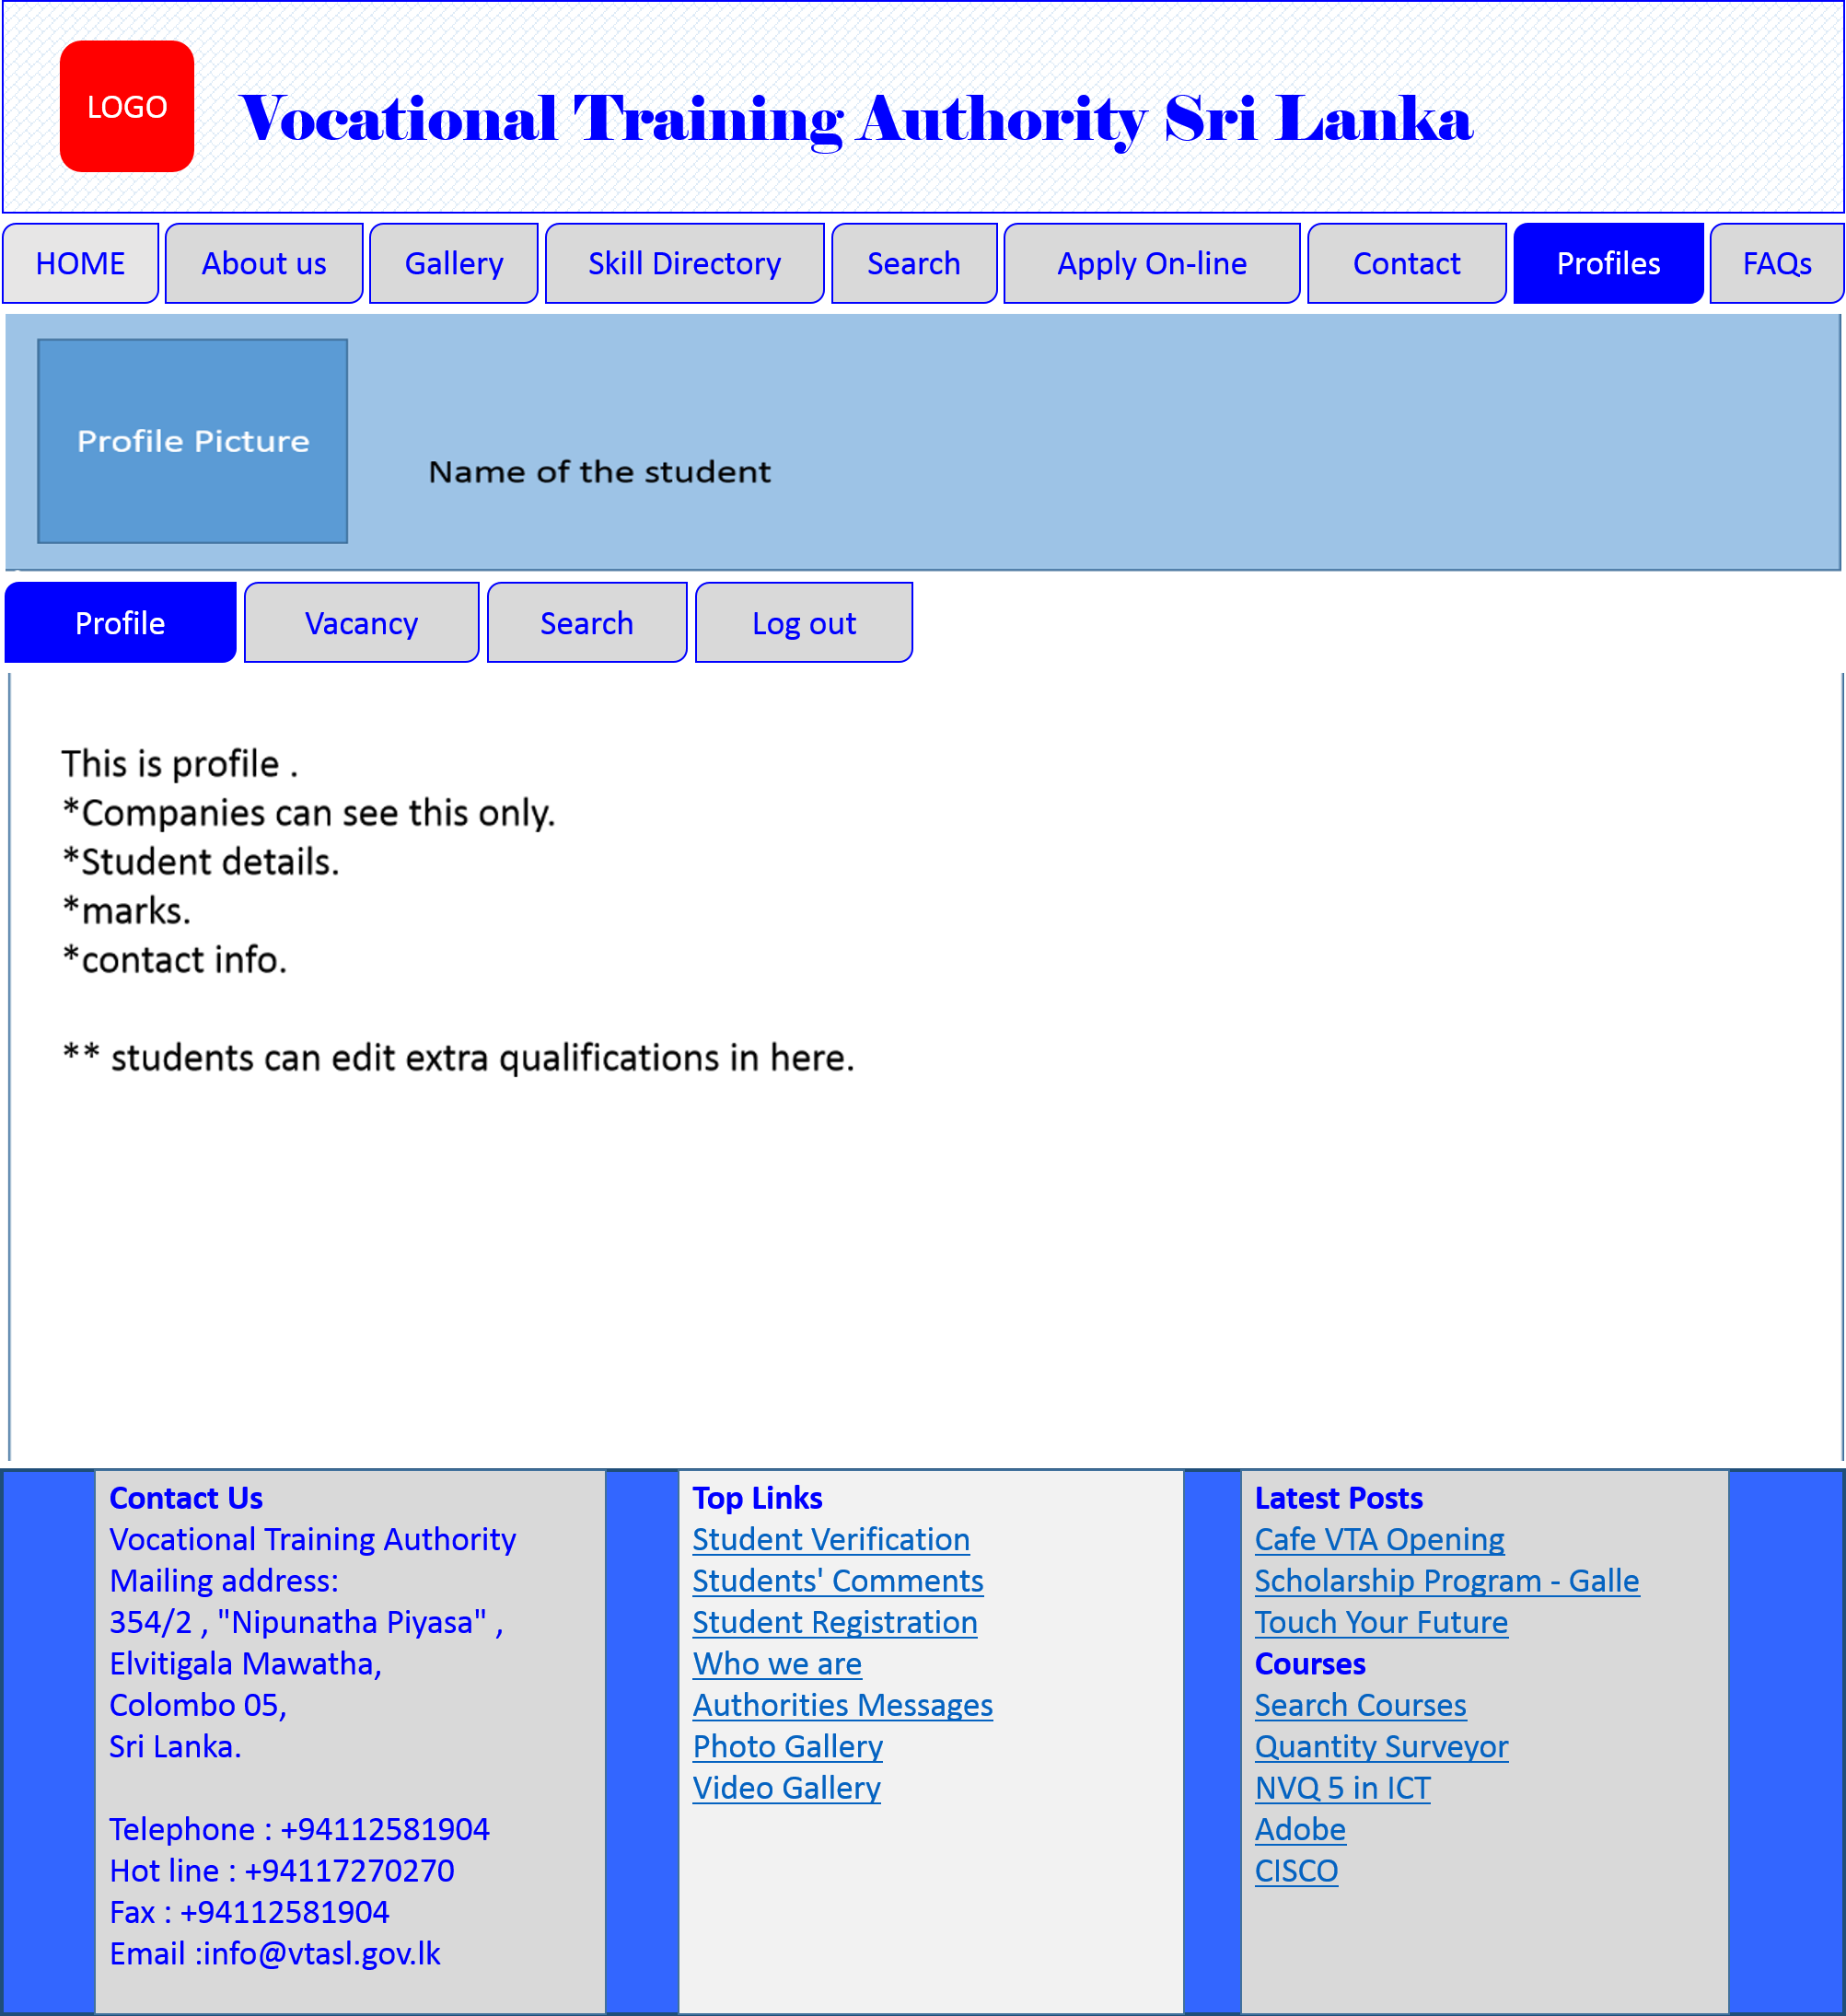 LOGO
Vocational Training Authority Sri Lanka
HOME About us Gallery Skill Directory Search Apply On-line Contact Profiles FAQs
Profile Picture
Name of the student
Profile Vacancy Search Log out
This is profile .
*Companies can see this only.
*Student details.
*marks.
*contact info.
** students can edit extra qualifications in here.
Contact Us
Vocational Training Authority
Mailing address:
354/2 , "Nipunatha Piyasa" ,
Elvitigala Mawatha,
Colombo 05,
Sri Lanka.
Telephone : +94112581904
Hot line : +94117270270
Fax : +94112581904
Email :info@vtasl.gov.lk
Top Links
Student Verification
Students' Comments
Student Registration
Who we are
Authorities Messages
Photo Gallery
Video Gallery
Latest Posts
Cafe VTA Opening
Scholarship Program - Galle
Touch Your Future
Courses
Search Courses
Quantity Surveyor
NVQ 5 in ICT
Adobe
CISCO